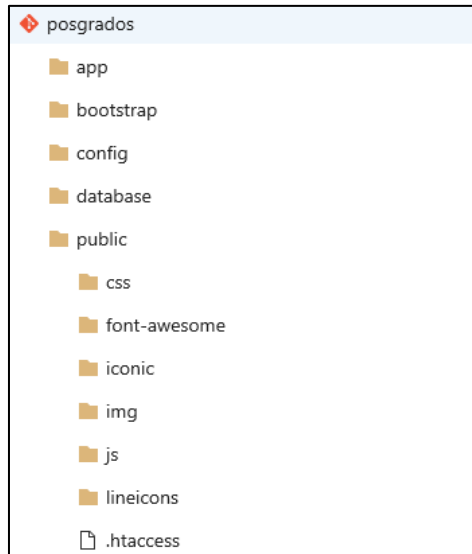 posgrados
app
bootstrap
config
database
public
css
font-awesome
iconic
img
js
lineicons
.htaccess